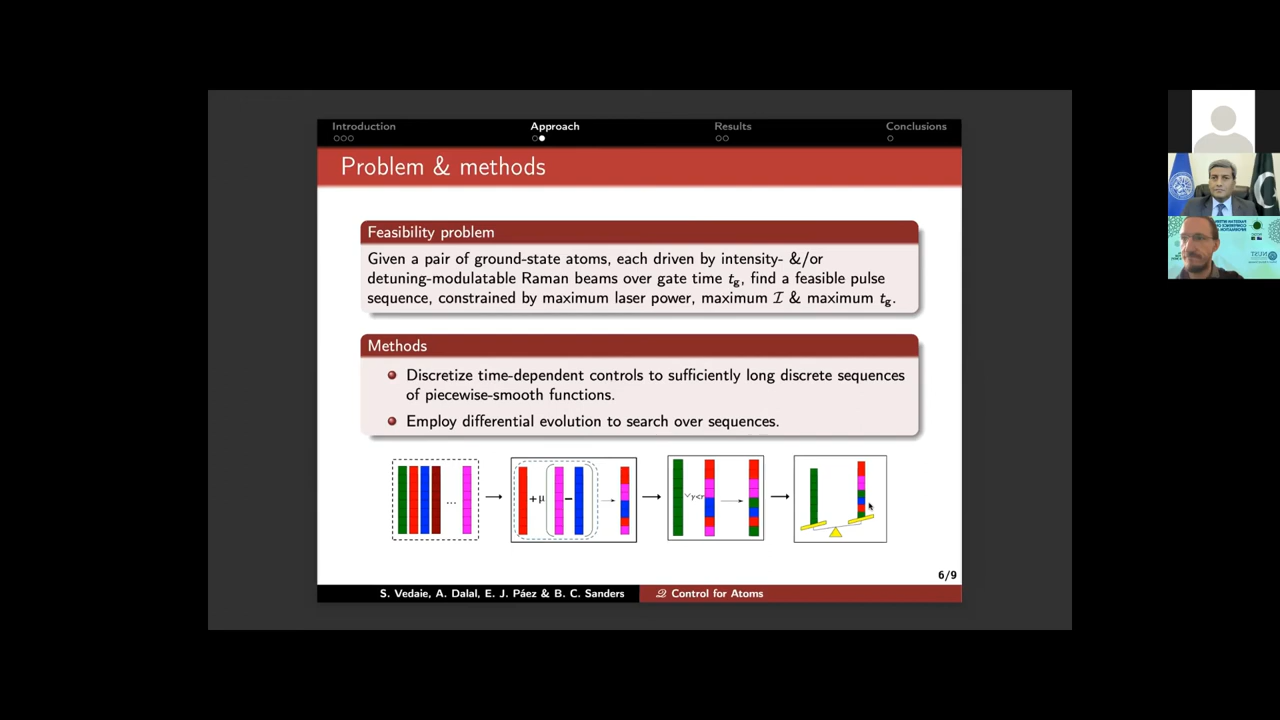 Introduction Approach Results Conclusions
Problem & methods
Feasibility problem
Given a pair of ground-state atoms, each driven by intensity- &/or
detuning-modulatable Raman beams over gate time tg, find a feasible pulse
sequence, constrained by maximum laser power, maximum ℐ & maximum tg.
Methods
Discretize time-dependent controls to sufficiently long discrete sequences
of piecewise-smooth functions.
Employ differential evolution to search over sequences.
... +μ −
6/9
S. Vedaie, A. Dalal, E. J. Páez & B. C. Sanders 𝒬 Control for Atoms